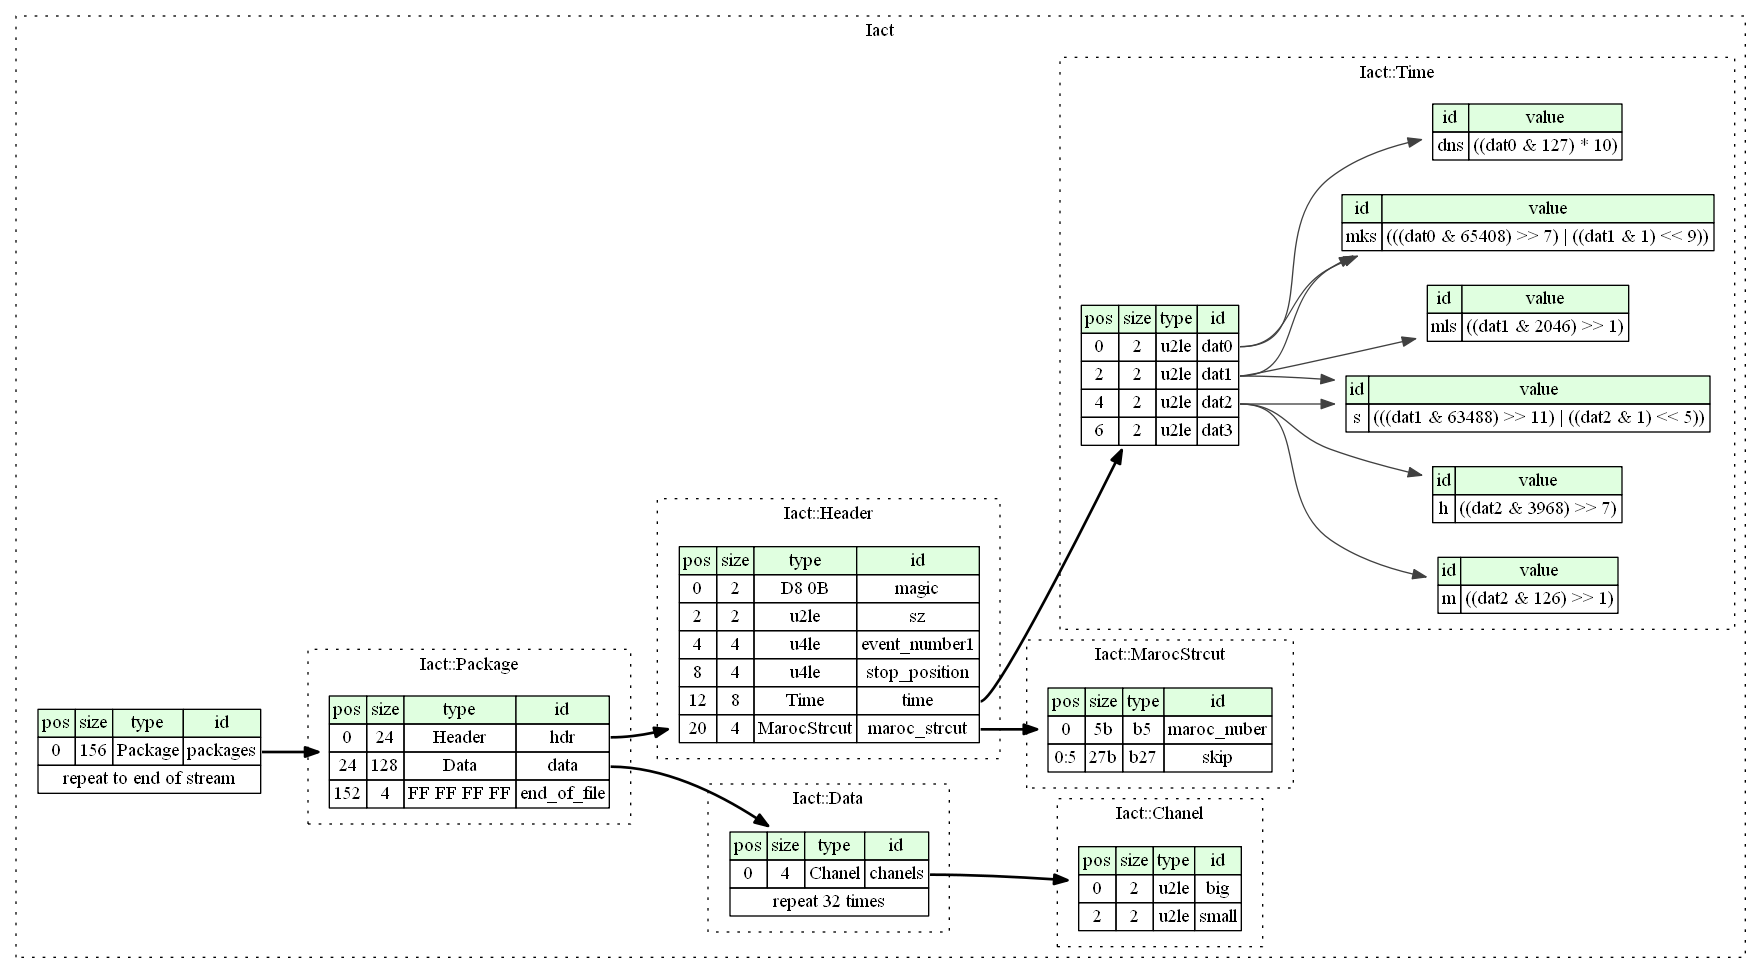 Iact
Iact::Time
id value
dns ((dat0 & 127) * 10)
id value
mks (((dat0 & 65408) >> 7) | ((dat1 & 1) << 9))
id value
mls ((dat1 & 2046) >> 1)
pos size type id
0 2 u2le dat0
2 2 u2le dat1
4 2 u2le dat2
6 2 u2le dat3
id value
s (((dat1 & 63488) >> 11) | ((dat2 & 1) << 5))
id value
h ((dat2 & 3968) >> 7)
id value
m ((dat2 & 126) >> 1)
Iact::Header
pos size type id
0 2 D8 0B magic
2 2 u2le sz
4 4 u4le event_number1
8 4 u4le stop_position
12 8 Time time
20 4 MarocStrcut maroc_strcut
Iact::MarocStrcut
pos size type id
0 5b b5 maroc_nuber
0:5 27b b27 skip
Iact::Package
pos size type id
0 24 Header hdr
24 128 Data data
152 4 FF FF FF FF end_of_file
pos size type id
0 156 Package packages
repeat to end of stream
Iact::Data
pos size type id
0 4 Chanel chanels
repeat 32 times
Iact::Chanel
pos size type id
0 2 u2le big
2 2 u2le small